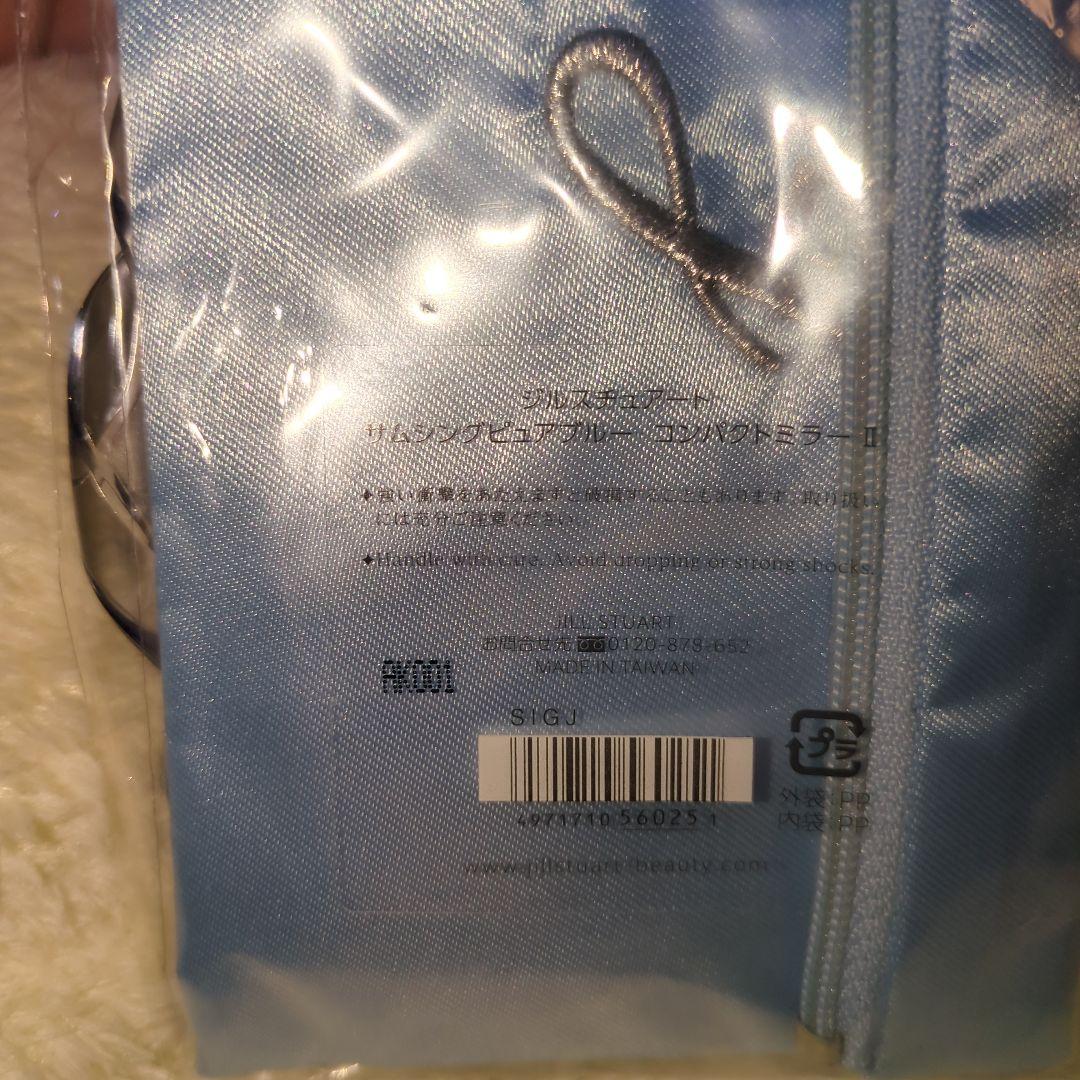 ジルスチュアート
サムシングピュアブルー コンパクトミラー Ⅱ
✦強い衝撃をあたえますと破損することもあります。取り扱い
には充分ご注意ください。
✦Handle with care. Avoid dropping or strong shocks.
JILL STUART
お問合せ先 0120-878-652
MADE IN TAIWAN
AK001
SIGJ
プラ
4971710 56025 1
外袋:PP
内袋:PP
www.jillstuart-beauty.com